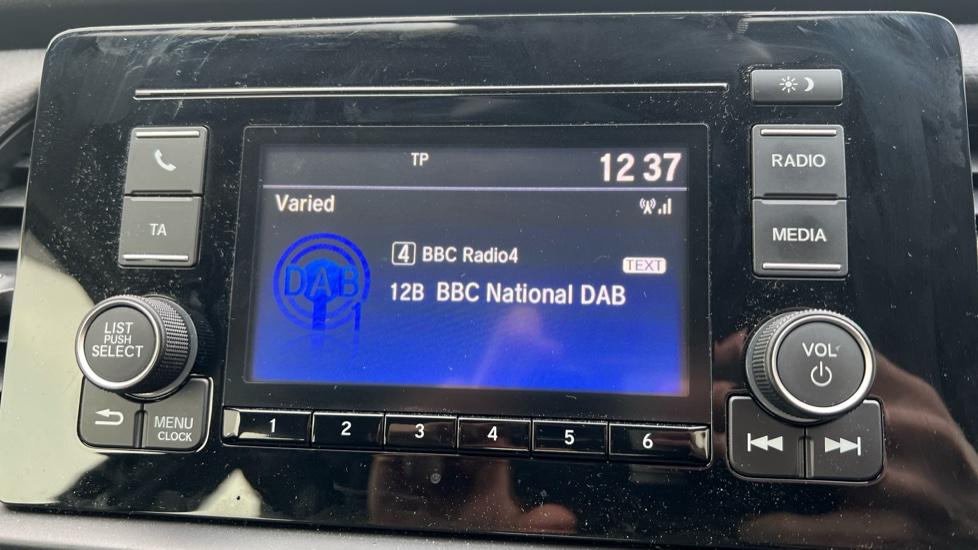 TP 12 37
Varied
DAB
1
4 BBC Radio4
TEXT
12B BBC National DAB
TA
LIST
PUSH
SELECT
MENU
CLOCK
1 2 3 4 5 6
RADIO
MEDIA
VOL